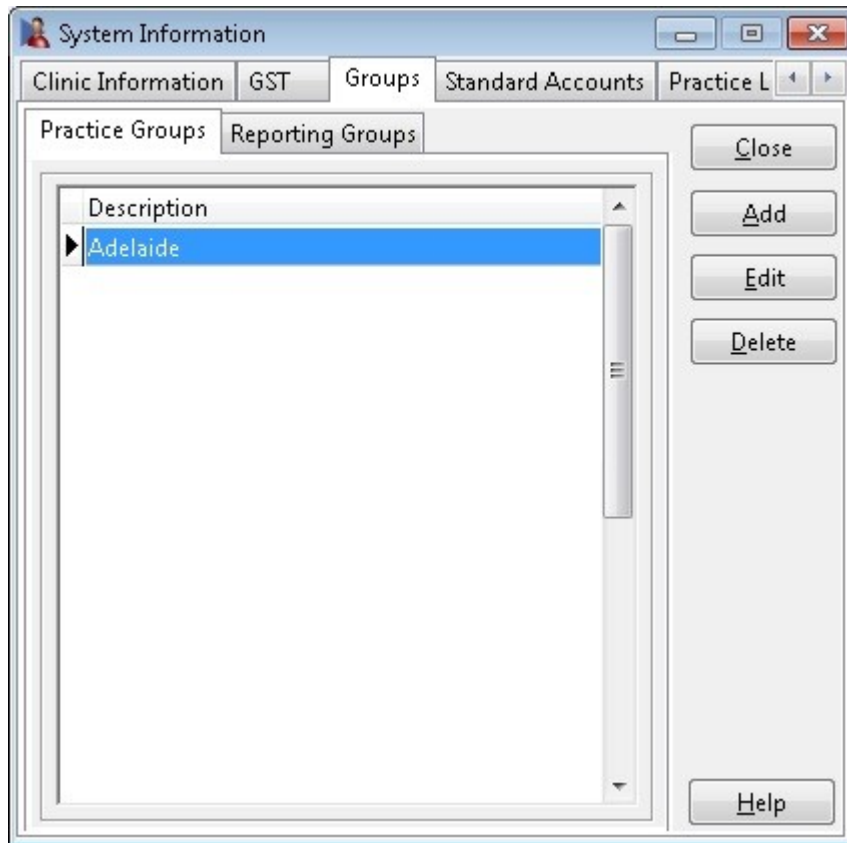 System Information
Clinic Information GST Groups Standard Accounts Practice L
Practice Groups Reporting Groups
Close
Description
Add
Adelaide
Edit
Delete
Help